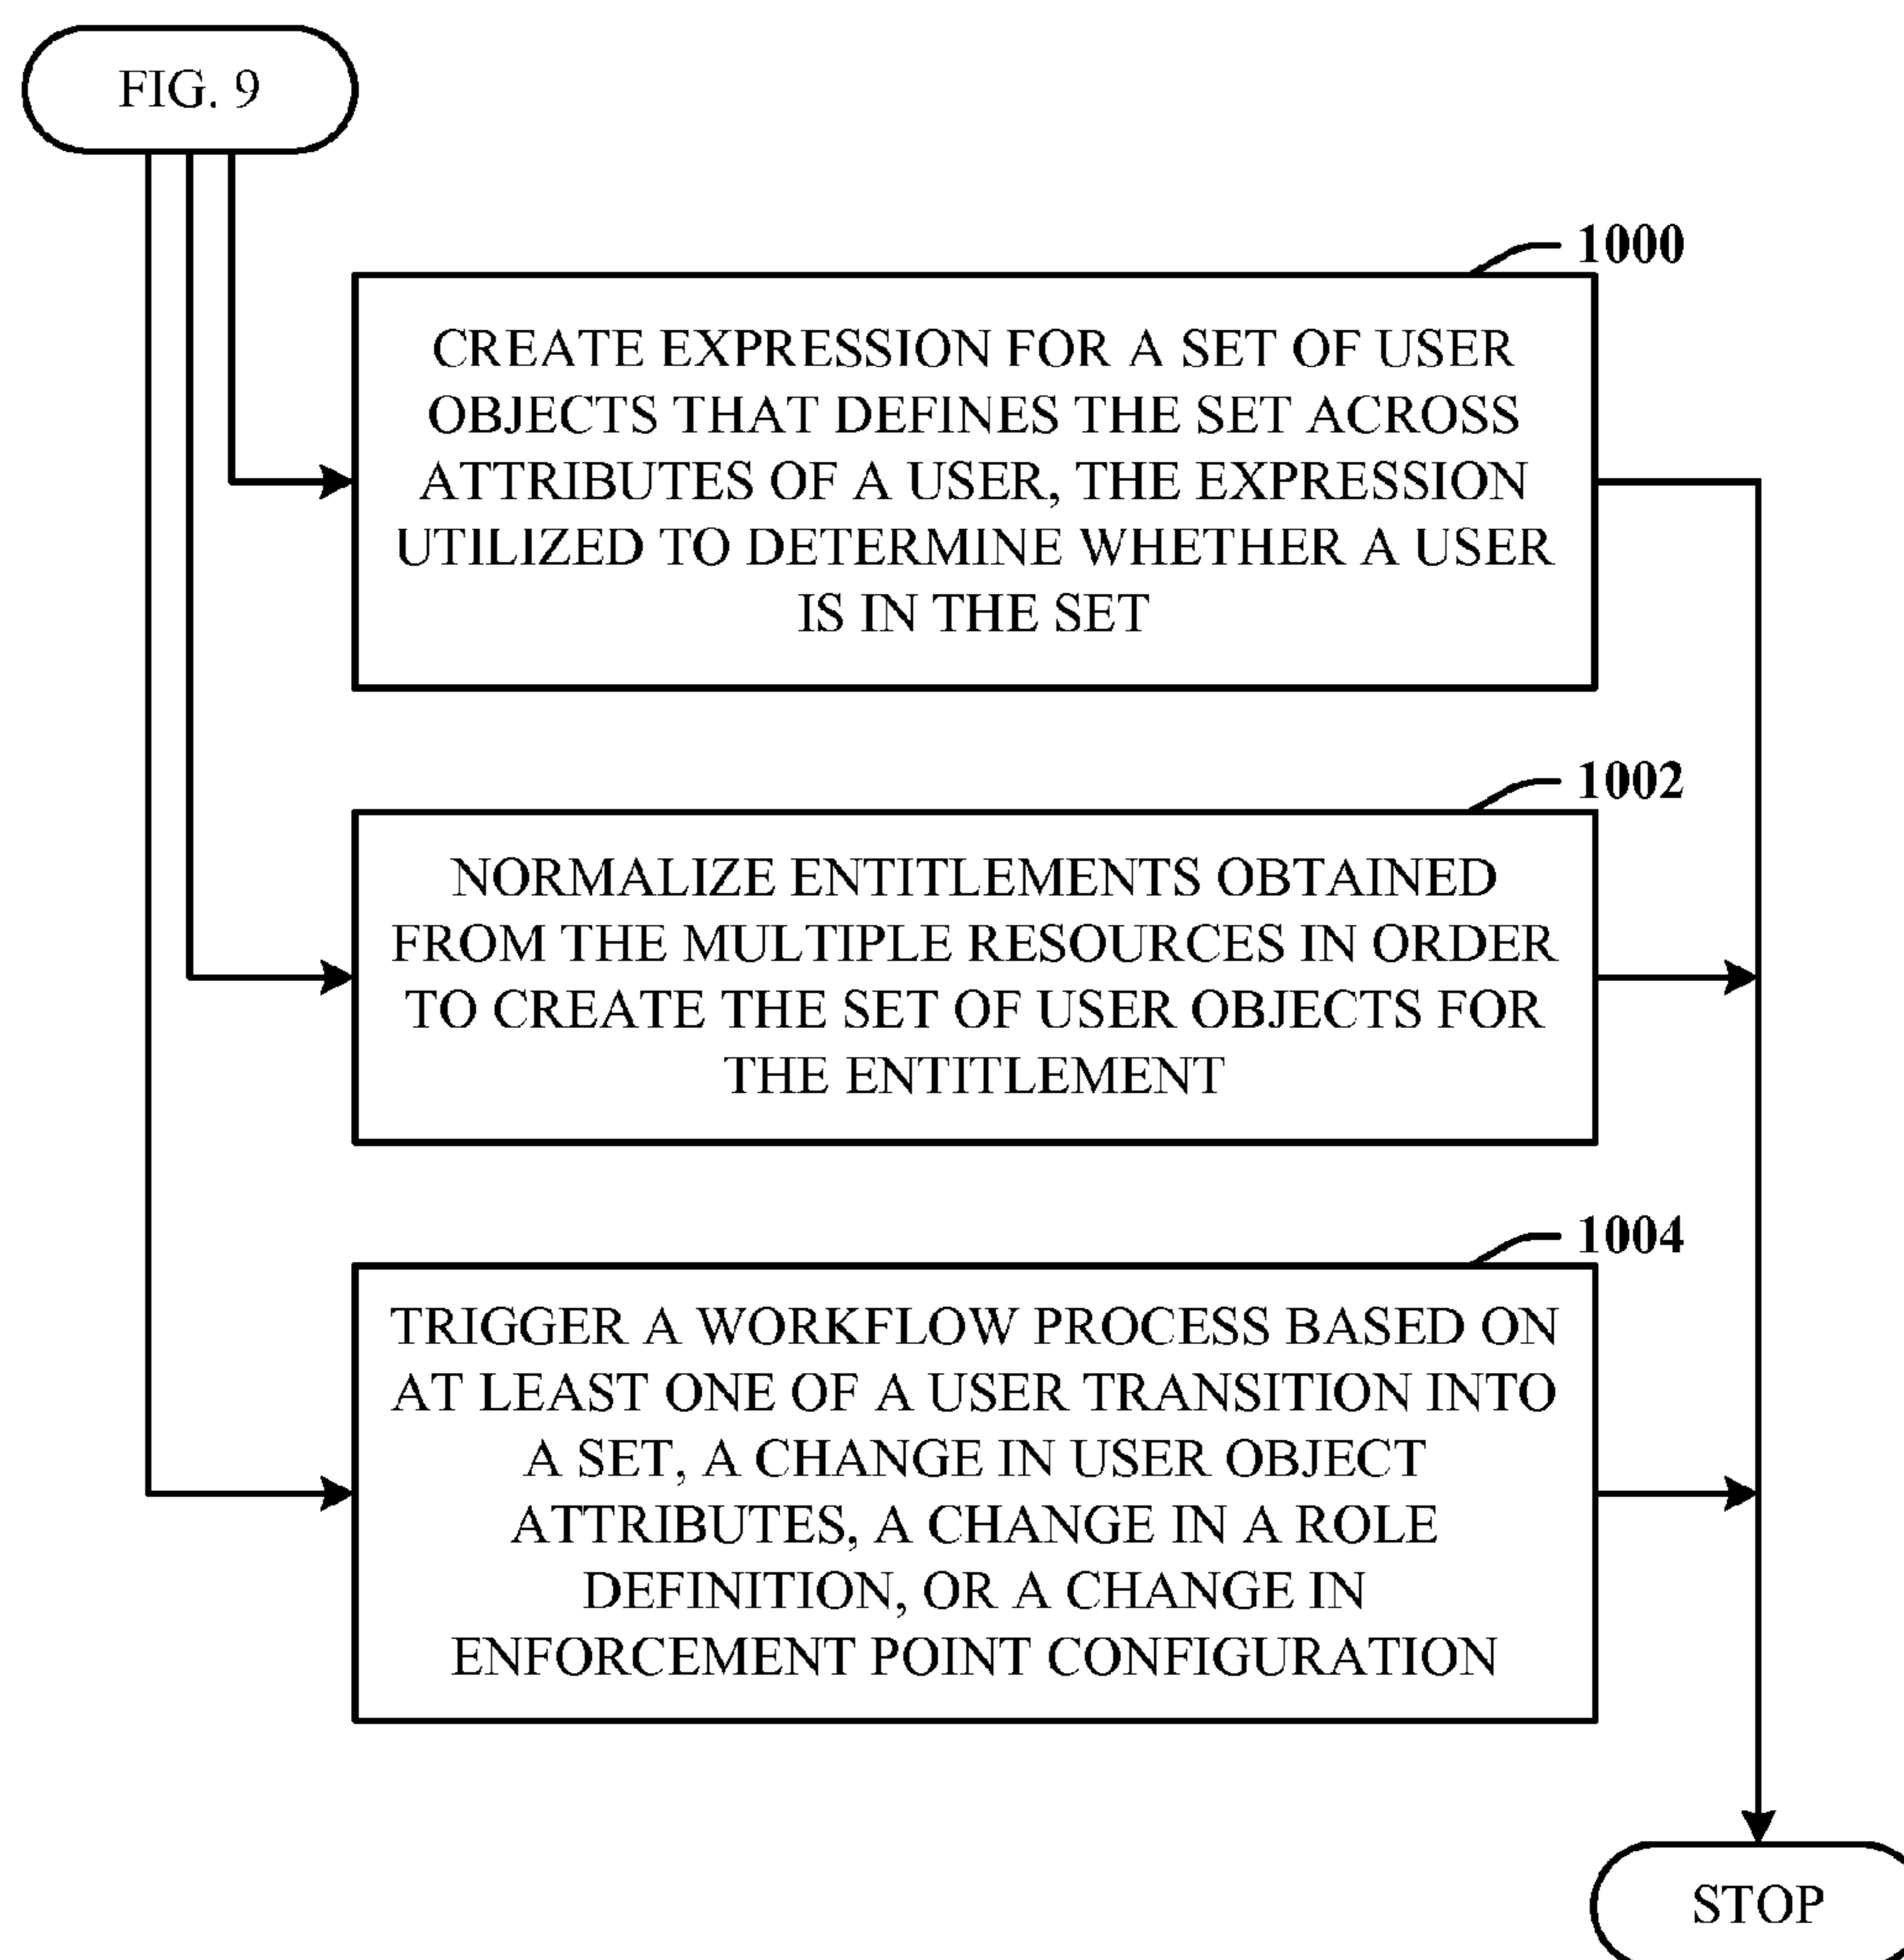 FIG. 9
1000
CREATE EXPRESSION FOR A SET OF USER
OBJECTS THAT DEFINES THE SET ACROSS
ATTRIBUTES OF A USER, THE EXPRESSION
UTILIZED TO DETERMINE WHETHER A USER
IS IN THE SET
1002
NORMALIZE ENTITLEMENTS OBTAINED
FROM THE MULTIPLE RESOURCES IN ORDER
TO CREATE THE SET OF USER OBJECTS FOR
THE ENTITLEMENT
1004
TRIGGER A WORKFLOW PROCESS BASED ON
AT LEAST ONE OF A USER TRANSITION INTO
A SET, A CHANGE IN USER OBJECT
ATTRIBUTES, A CHANGE IN A ROLE
DEFINITION, OR A CHANGE IN
ENFORCEMENT POINT CONFIGURATION
STOP